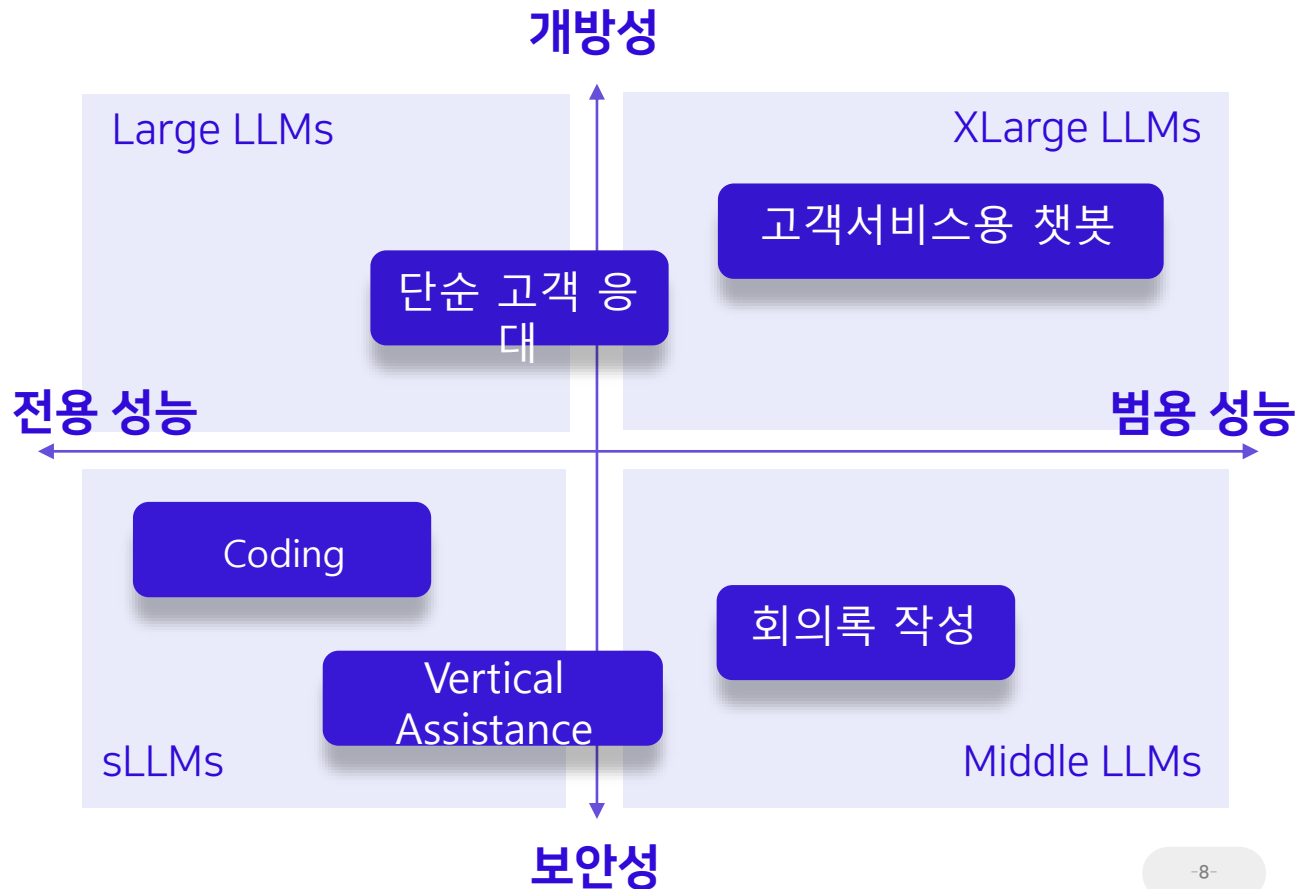 개방성
Large LLMs
XLarge LLMs
고객서비스용 챗봇
단순 고객 응
대
전용 성능
범용 성능
Coding
회의록 작성
Vertical
Assistance
sLLMs
Middle LLMs
보안성
-8-